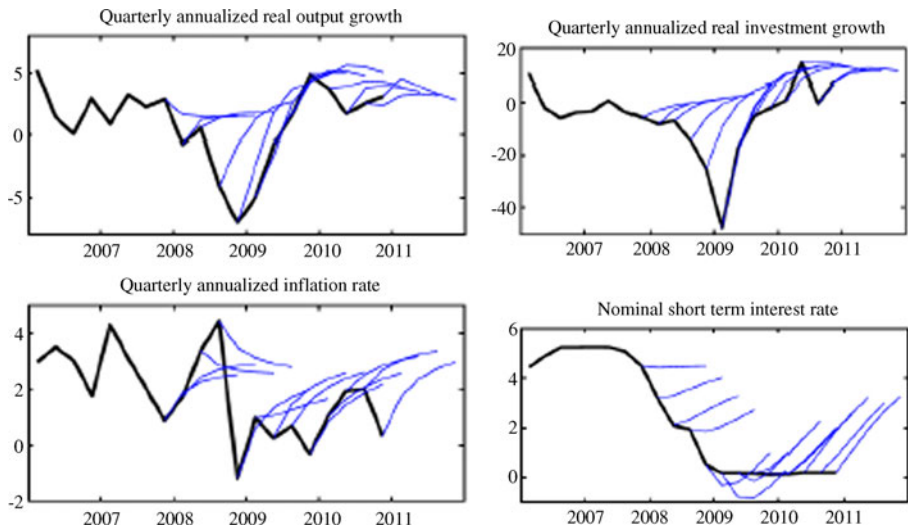 Quarterly annualized real output growth
5
0
-5
2007 2008 2009 2010 2011
Quarterly annualized real investment growth
20
0
-20
-40
2007 2008 2009 2010 2011
Quarterly annualized inflation rate
4
2
0
-2
2007 2008 2009 2010 2011
Nominal short term interest rate
6
4
2
0
2007 2008 2009 2010 2011